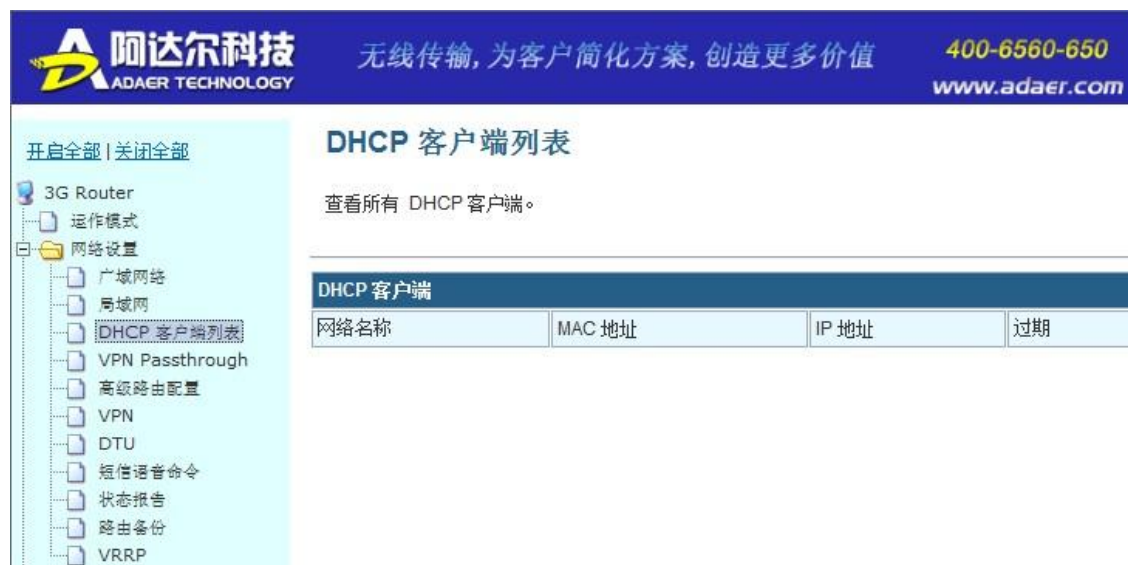 阿达尔科技
ADAER TECHNOLOGY
无线传输,为客户简化方案,创造更多价值
400-6560-650
www.adaer.com
开启全部 | 关闭全部
3G Router
运作模式
网络设置
广域网络
局域网
DHCP 客户端列表
VPN Passthrough
高级路由配置
VPN
DTU
短信语音命令
状态报告
路由备份
VRRP
DHCP 客户端列表
查看所有 DHCP 客户端。
DHCP 客户端
网络名称 MAC 地址 IP 地址 过期